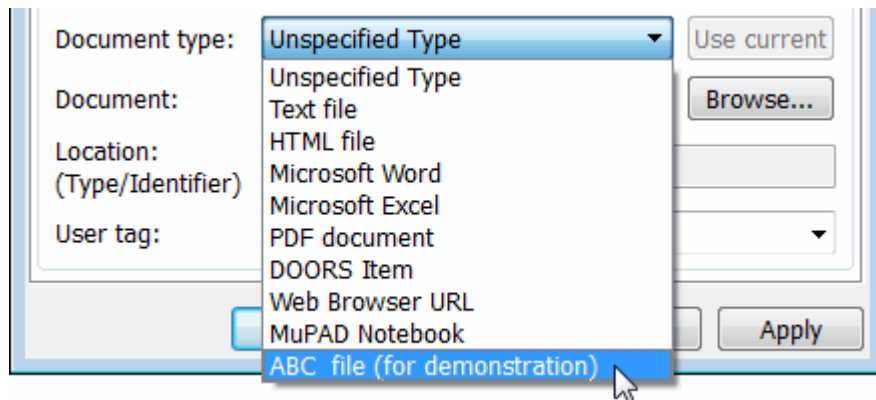 Document type: Unspecified Type Use current
Unspecified Type
Document: Text file Browse...
HTML file
Location:
(Type/Identifier) Microsoft Word
Microsoft Excel
User tag: PDF document
DOORS Item
Web Browser URL
MuPAD Notebook Apply
ABC file (for demonstration)